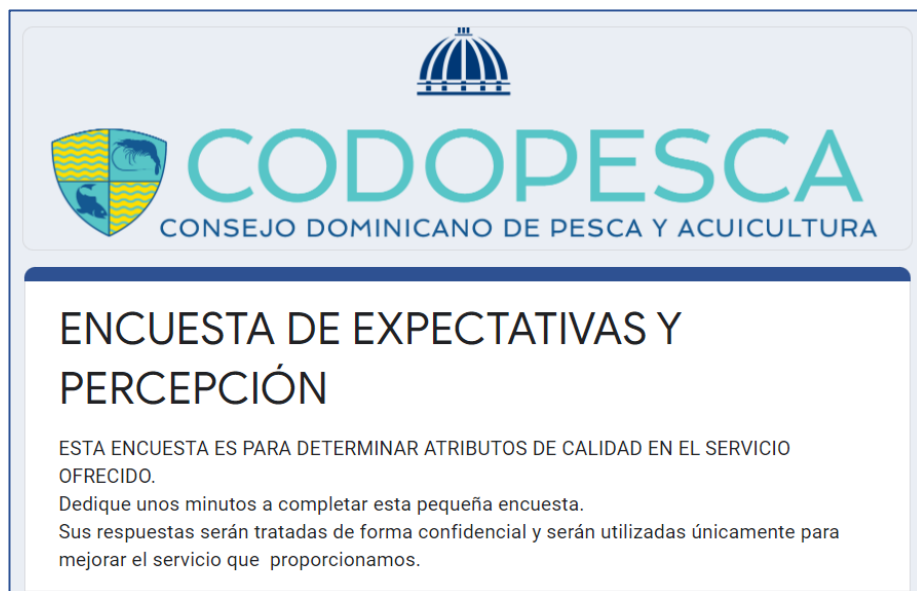 CODOPESCA
CONSEJO DOMINICANO DE PESCA Y ACUICULTURA
ENCUESTA DE EXPECTATIVAS Y
PERCEPCIÓN
ESTA ENCUESTA ES PARA DETERMINAR ATRIBUTOS DE CALIDAD EN EL SERVICIO
OFRECIDO.
Dedique unos minutos a completar esta pequeña encuesta.
Sus respuestas serán tratadas de forma confidencial y serán utilizadas únicamente para
mejorar el servicio que  proporcionamos.